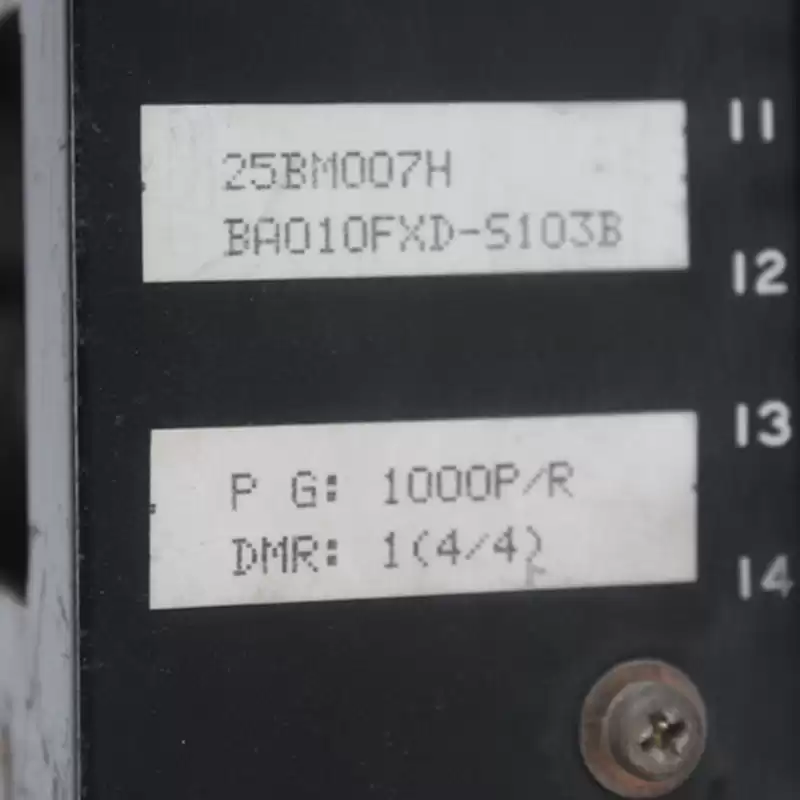 25BM007H
BA010FXD-S103B
P G: 1000P/R
DMR: 1(4/4)
11
12
13
14